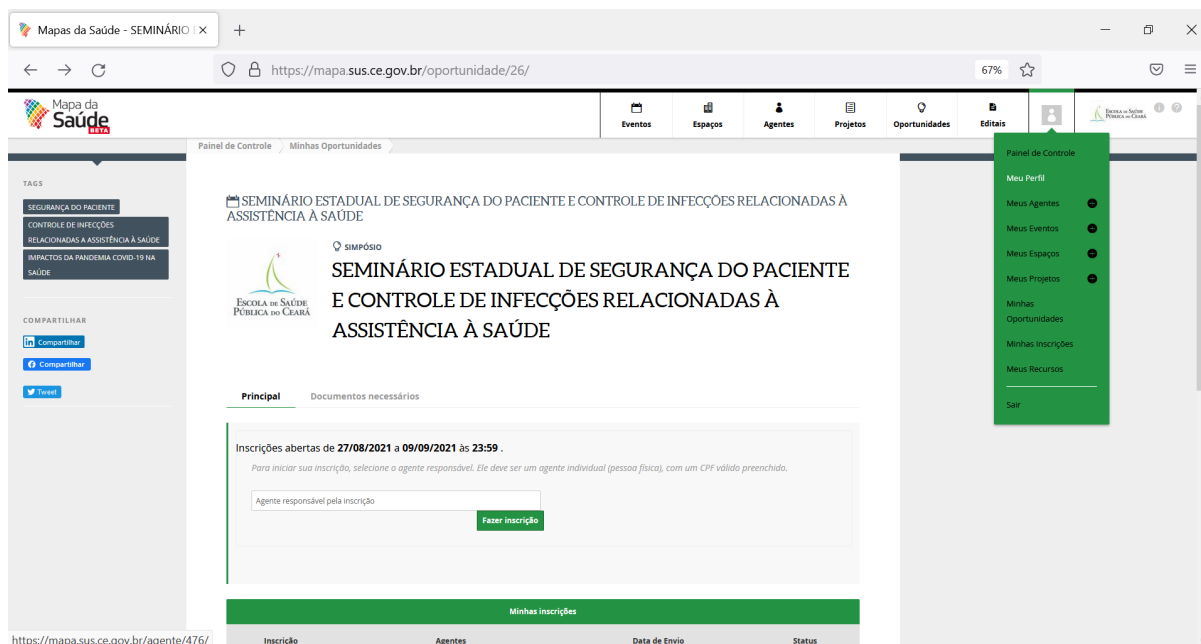 Mapas da Saúde - SEMINÁRIO E
https://mapa.sus.ce.gov.br/oportunidade/26/
67%
Mapa da
Saúde
BETA
Eventos
Espaços
Agentes
Projetos
Oportunidades
Editais
Escola de Saúde
Pública do Ceará
Painel de Controle
Minhas Oportunidades
Painel de Controle
Meu Perfil
Meus Agentes
Meus Eventos
Meus Espaços
Meus Projetos
Minhas
Oportunidades
Minhas Inscrições
Meus Recursos
Sair
TAGS
SEGURANÇA DO PACIENTE
CONTROLE DE INFECÇÕES
RELACIONADAS A ASSISTÊNCIA À SAÚDE
IMPACTOS DA PANDEMIA COVID-19 NA
SAÚDE
COMPARTILHAR
in Compartilhar
Compartilhar
Tweet
SEMINÁRIO ESTADUAL DE SEGURANÇA DO PACIENTE E CONTROLE DE INFECÇÕES RELACIONADAS À
ASSISTÊNCIA À SAÚDE
Escola de Saúde
Pública do Ceará
SIMPÓSIO
SEMINÁRIO ESTADUAL DE SEGURANÇA DO PACIENTE
E CONTROLE DE INFECÇÕES RELACIONADAS À
ASSISTÊNCIA À SAÚDE
Principal
Documentos necessários
Inscrições abertas de 27/08/2021 a 09/09/2021 às 23:59 .
Para iniciar sua inscrição, selecione o agente responsável. Ele deve ser um agente individual (pessoa física), com um CPF válido preenchido.
Agente responsável pela inscrição
Fazer inscrição
Minhas inscrições
Inscrição Agentes Data de Envio Status
https://mapa.sus.ce.gov.br/agente/476/